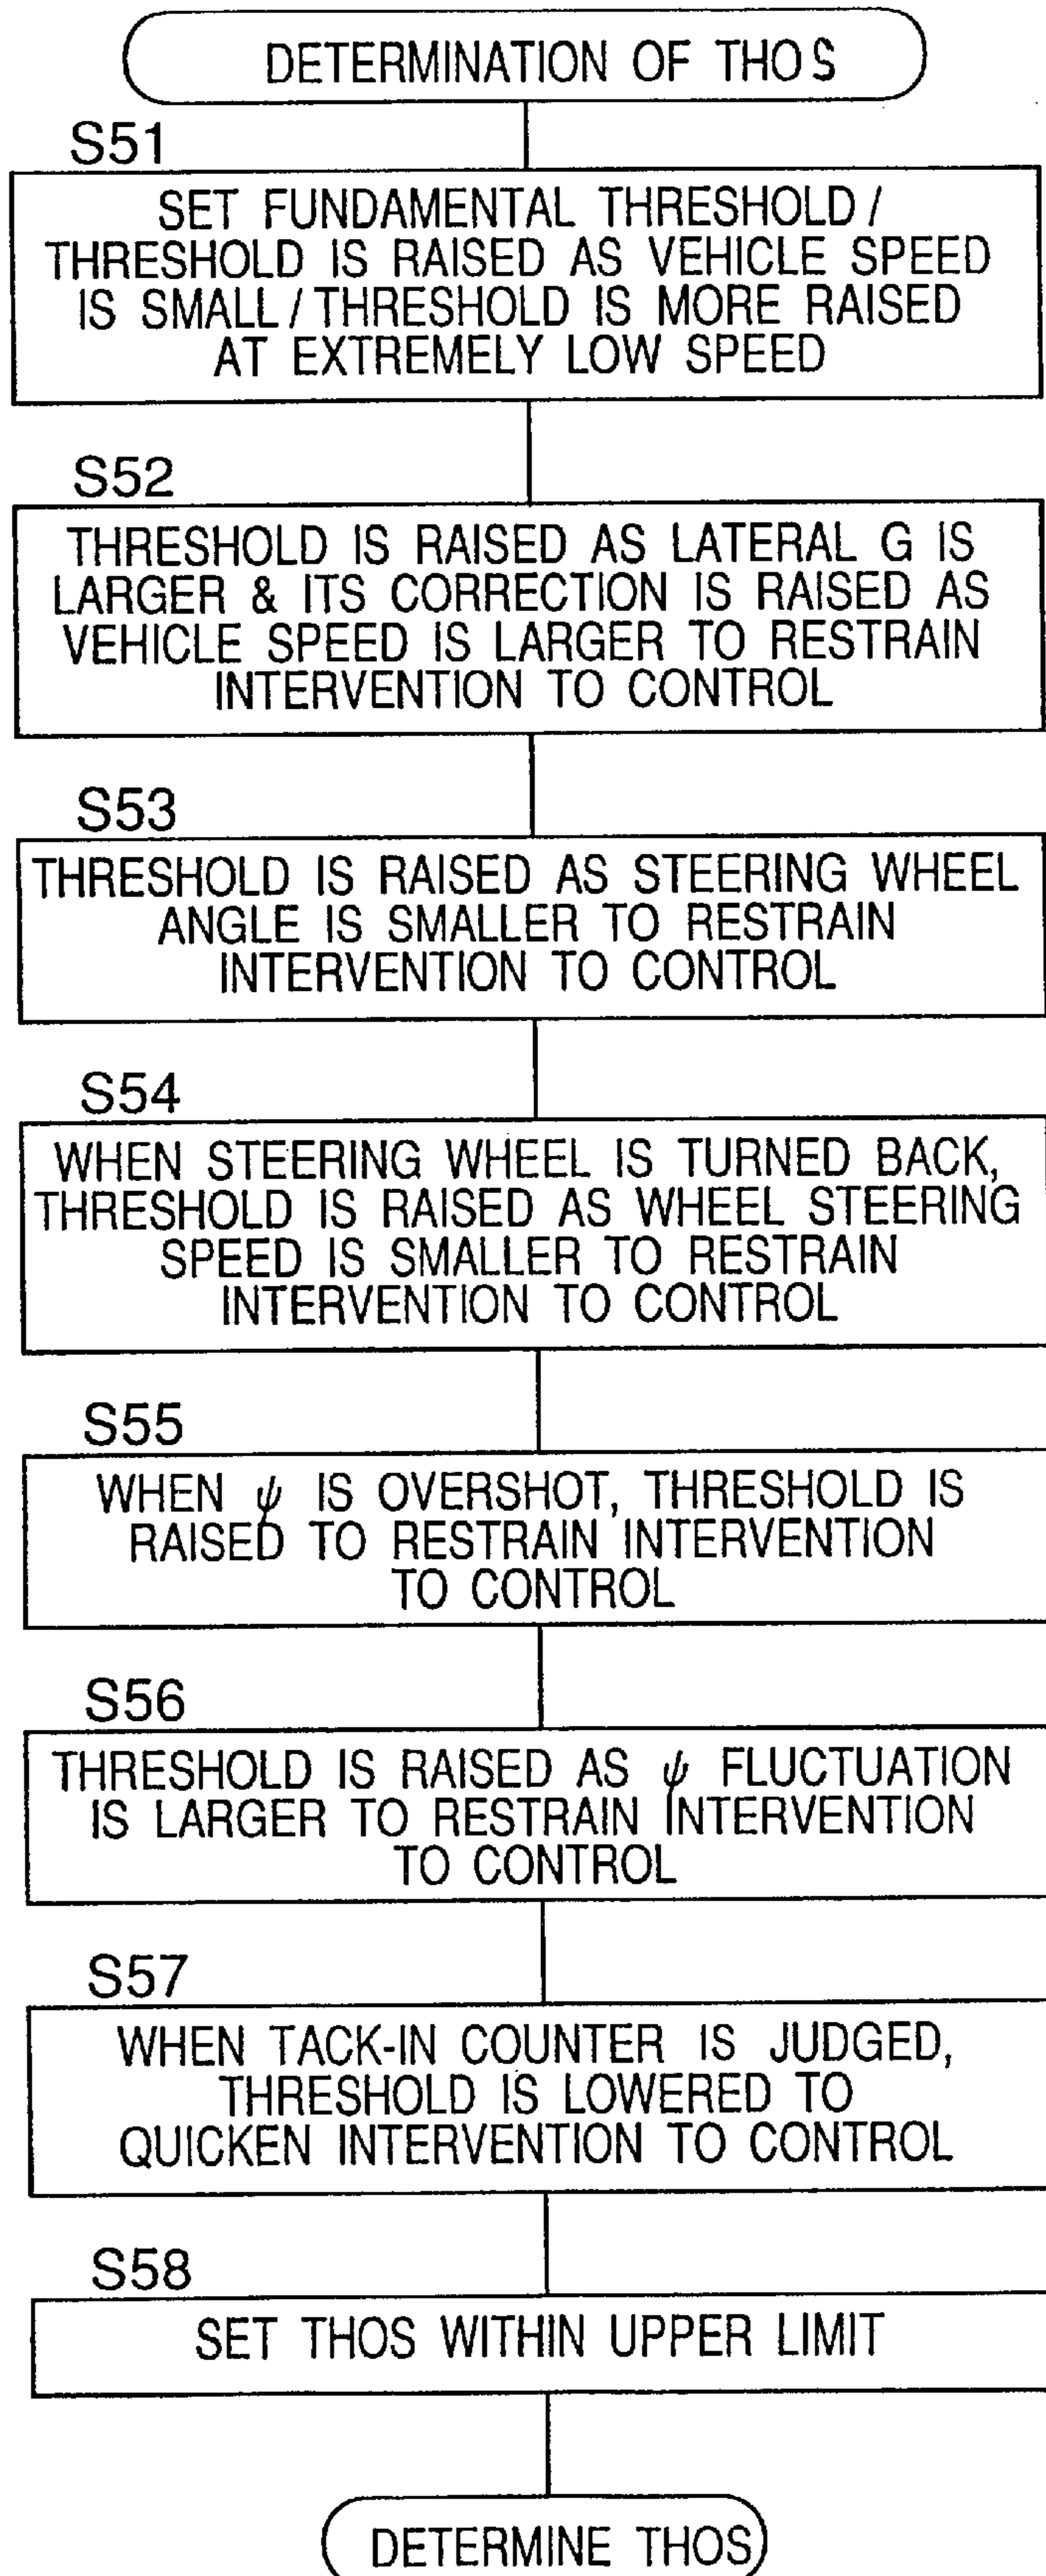 DETERMINATION OF THOS
S51
SET FUNDAMENTAL THRESHOLD /
THRESHOLD IS RAISED AS VEHICLE SPEED
IS SMALL / THRESHOLD IS MORE RAISED
AT EXTREMELY LOW SPEED
S52
THRESHOLD IS RAISED AS LATERAL G IS
LARGER & ITS CORRECTION IS RAISED AS
VEHICLE SPEED IS LARGER TO RESTRAIN
INTERVENTION TO CONTROL
S53
THRESHOLD IS RAISED AS STEERING WHEEL
ANGLE IS SMALLER TO RESTRAIN
INTERVENTION TO CONTROL
S54
WHEN STEERING WHEEL IS TURNED BACK,
THRESHOLD IS RAISED AS WHEEL STEERING
SPEED IS SMALLER TO RESTRAIN
INTERVENTION TO CONTROL
S55
WHEN ψ IS OVERSHOT, THRESHOLD IS
RAISED TO RESTRAIN INTERVENTION
TO CONTROL
S56
THRESHOLD IS RAISED AS ψ FLUCTUATION
IS LARGER TO RESTRAIN INTERVENTION
TO CONTROL
S57
WHEN TACK-IN COUNTER IS JUDGED,
THRESHOLD IS LOWERED TO
QUICKEN INTERVENTION TO CONTROL
S58
SET THOS WITHIN UPPER LIMIT
DETERMINE THOS